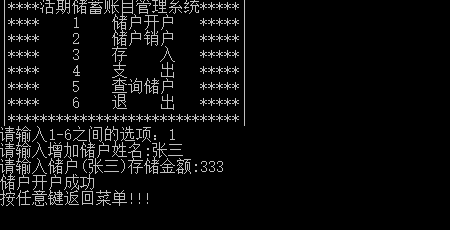 |****活期储蓄账目管理系统*****|
|**** 1 储户开户 *****|
|**** 2 储户销户 *****|
|**** 3 存 入 *****|
|**** 4 支 出 *****|
|**** 5 查询储户 *****|
|**** 6 退 出 *****|
|*****************************|
请输入1-6之间的选项：1
请输入增加储户姓名:张三
请输入储户(张三)存储金额:333
储户开户成功
按任意键返回菜单!!!